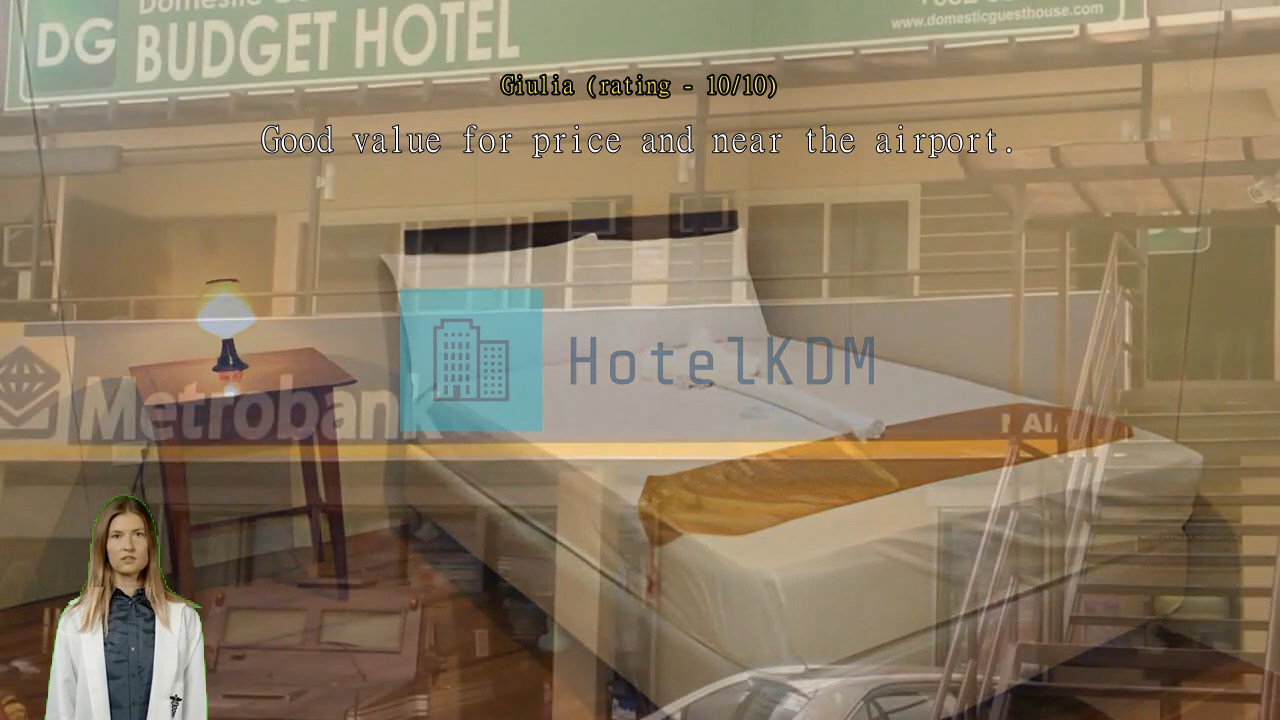 DG
BUDGET HOTEL
www.domesticguesthouse.com
Giulia (rating - 10/10)
Good value for price and near the airport.
HotelKDM
Metrobank